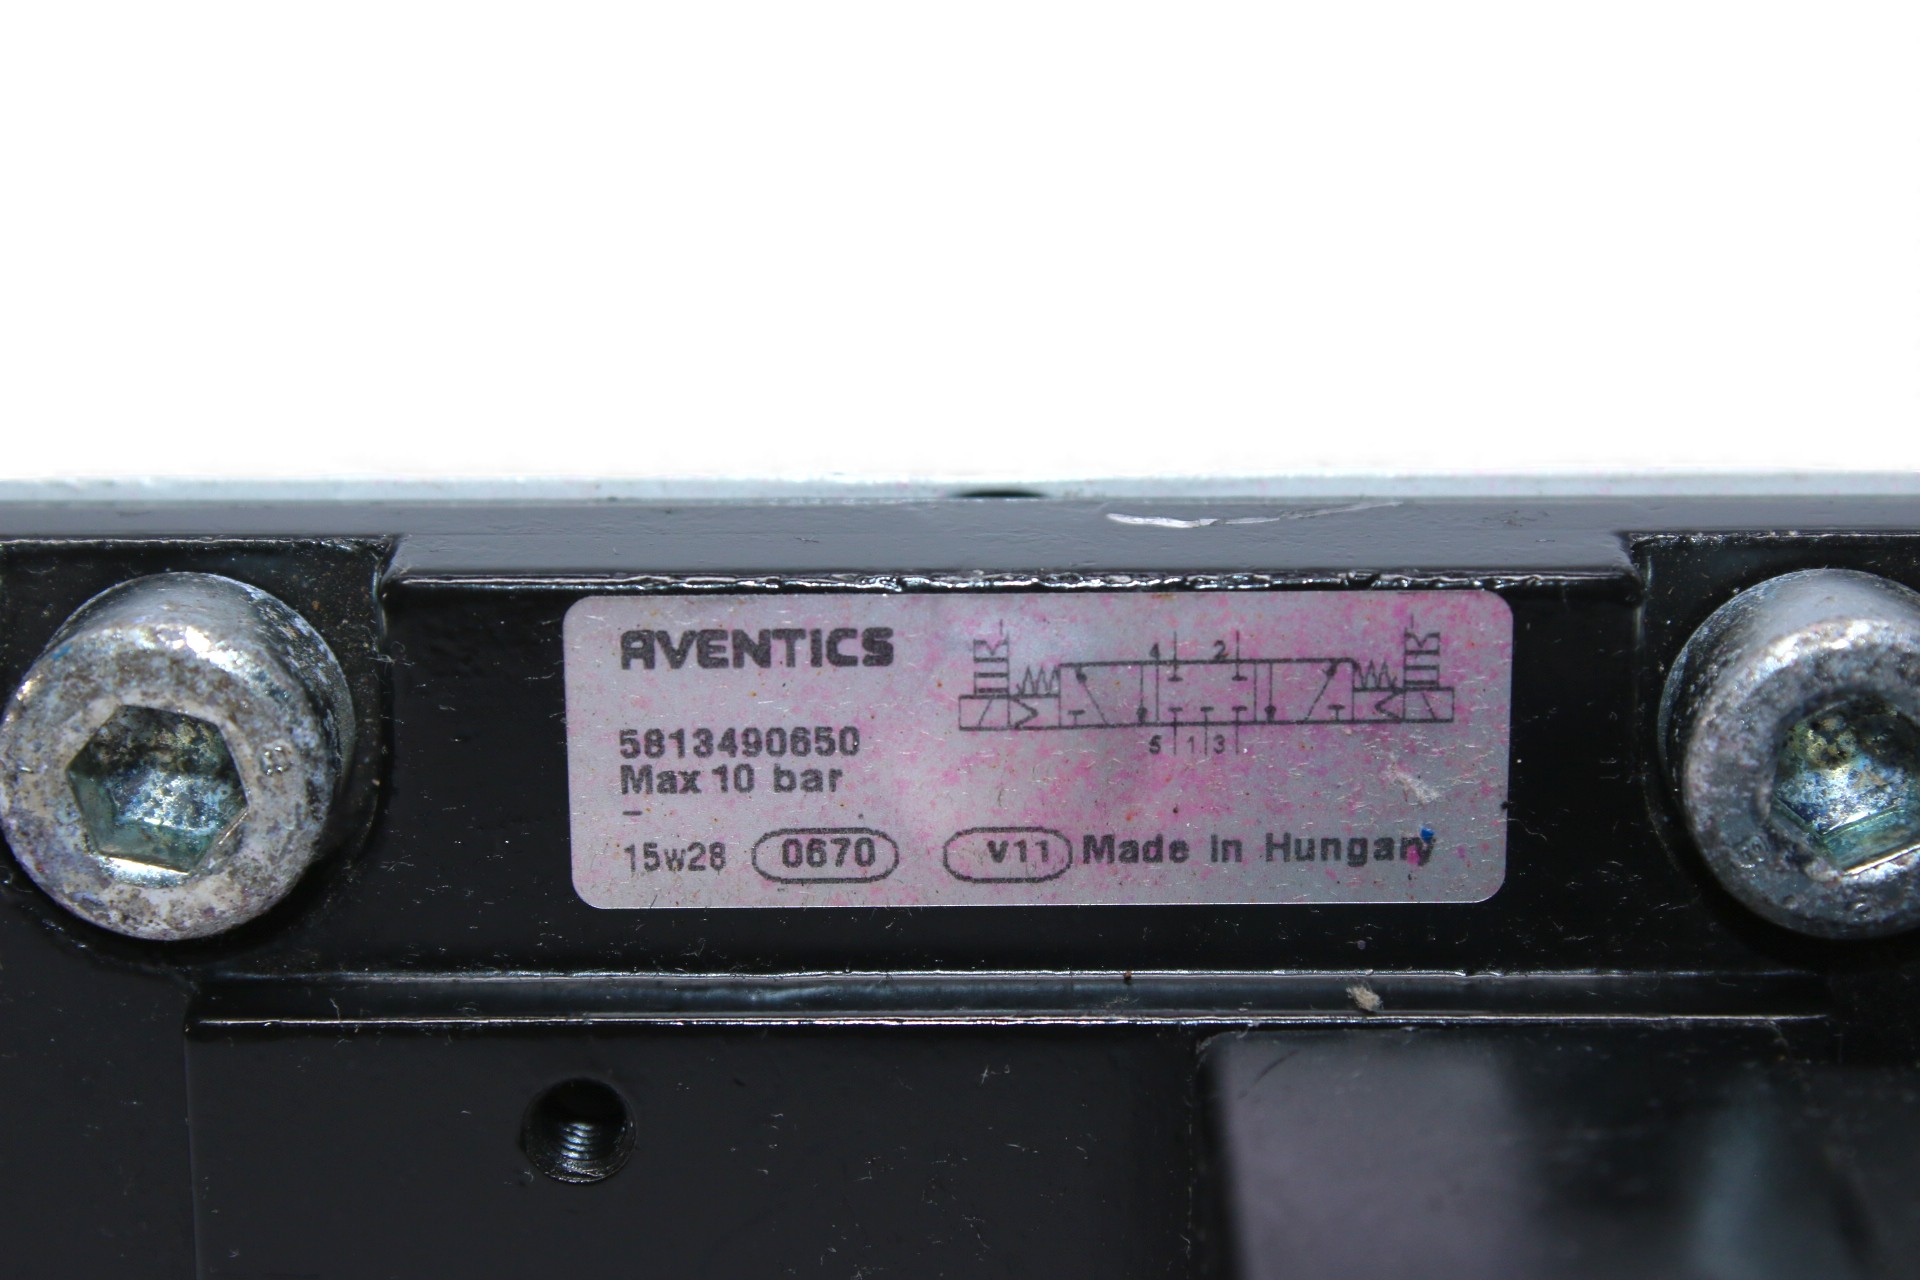 AVENTICS
4 2
5 1 3
5813490650
Max 10 bar
-
15w28 0670 V11 Made in Hungary